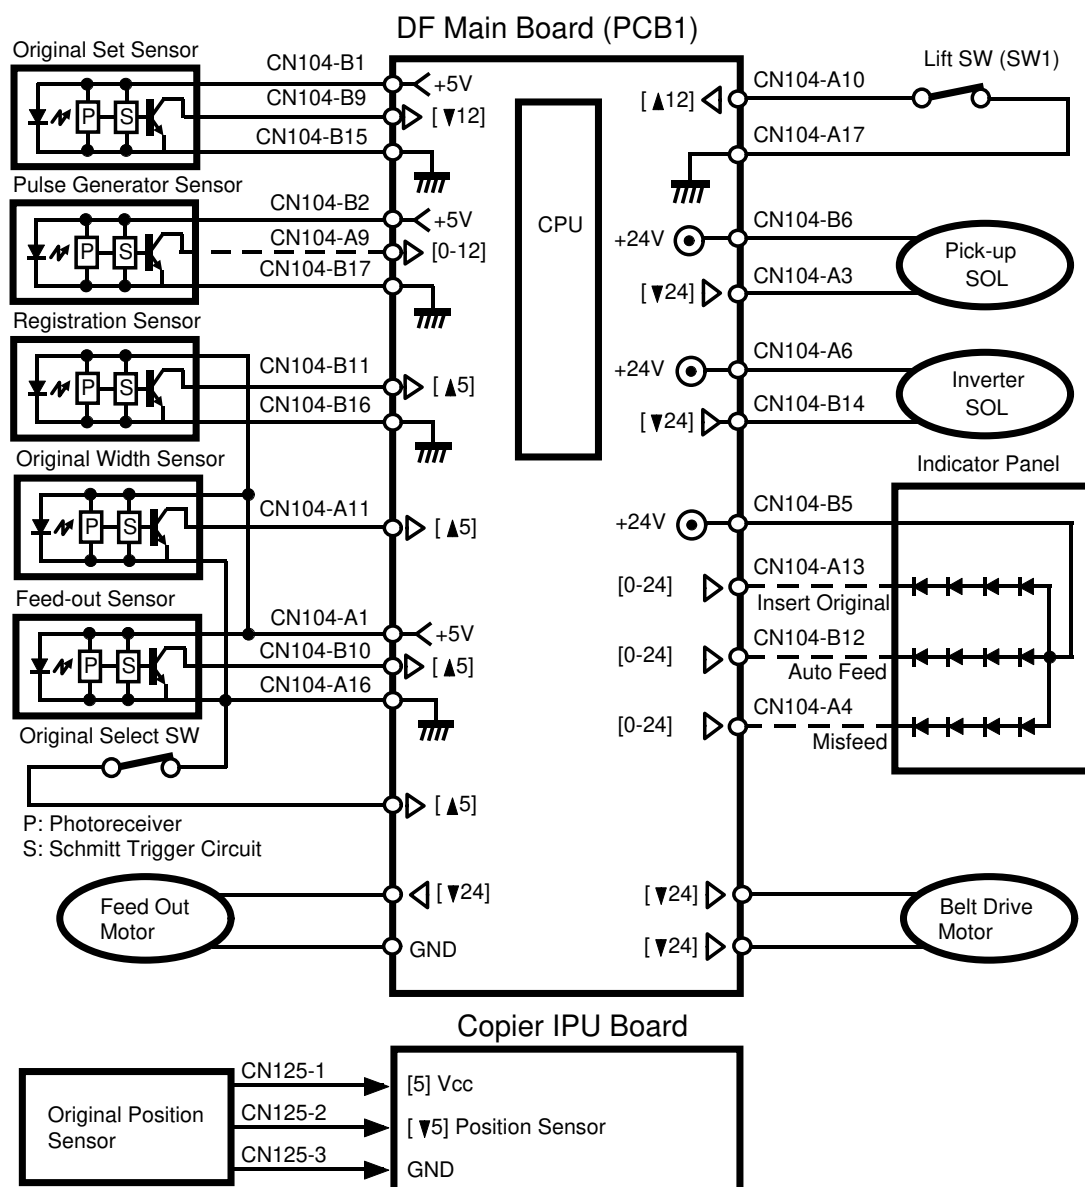 DF Main Board (PCB1)
Original Set Sensor
CN104-B1
+5V
CN104-B9
[▼12]
CN104-B15
P
S
Pulse Generator Sensor
CN104-B2
+5V
CN104-A9
[0-12]
CN104-B17
P
S
Registration Sensor
CN104-B11
[▲5]
CN104-B16
P
S
Original Width Sensor
CN104-A11
[▲5]
P
S
Feed-out Sensor
CN104-A1
+5V
CN104-B10
[▲5]
CN104-A16
P
S
Original Select SW
[▲5]
P: Photoreceiver
S: Schmitt Trigger Circuit
Feed Out
Motor
[▼24]
GND
CPU
Lift SW (SW1)
CN104-A10
[▲12]
CN104-A17
CN104-B6
+24V
Pick-up
SOL
CN104-A3
[▼24]
CN104-A6
+24V
Inverter
SOL
CN104-B14
[▼24]
Indicator Panel
CN104-B5
+24V
CN104-A13
[0-24]
Insert Original
CN104-B12
[0-24]
Auto Feed
CN104-A4
[0-24]
Misfeed
[▼24]
[▼24]
Belt Drive
Motor
Copier IPU Board
Original Position
Sensor
CN125-1
[5] Vcc
CN125-2
[▼5] Position Sensor
CN125-3
GND